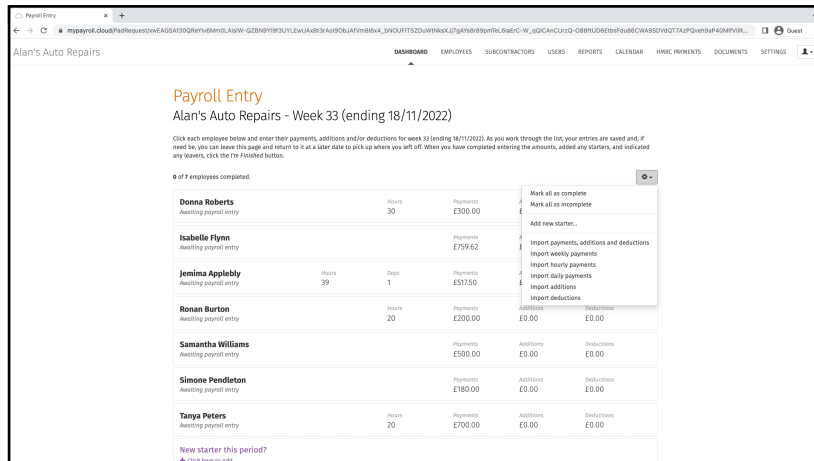 Payroll Entry
mypayroll.cloud/PadRequest/
Guest
Alan's Auto Repairs
DASHBOARD EMPLOYEES SUBCONTRACTORS USERS REPORTS CALENDAR HMRC PAYMENTS DOCUMENTS SETTINGS
Payroll Entry
Alan's Auto Repairs - Week 33 (ending 18/11/2022)
Click each employee below and enter their payments, additions and/or deductions for week 33 (ending 18/11/2022). As you work through the list, your entries are saved and, if
need be, you can leave this page and return to it at a later date to pick up where you left off. When you have completed entering the amounts, added any starters, and indicated
any leavers, click the I'm Finished button.
0 of 7 employees completed.
Mark all as complete
Mark all as incomplete
Add new starter...
Import payments, additions and deductions
Import weekly payments
Import hourly payments
Import daily payments
Import additions
Import deductions
Donna Roberts Hours Payments
Awaiting payroll entry 30 £300.00
Isabelle Flynn Payments
Awaiting payroll entry £759.62
Jemima Applebly Hours Days Payments
Awaiting payroll entry 39 1 £517.50
Ronan Burton Hours Payments Additions Deductions
Awaiting payroll entry 20 £200.00 £0.00 £0.00
Samantha Williams Payments Additions Deductions
Awaiting payroll entry £500.00 £0.00 £0.00
Simone Pendleton Payments Additions Deductions
Awaiting payroll entry £180.00 £0.00 £0.00
Tanya Peters Hours Payments Additions Deductions
Awaiting payroll entry 20 £700.00 £0.00 £0.00
New starter this period?
Click here to add